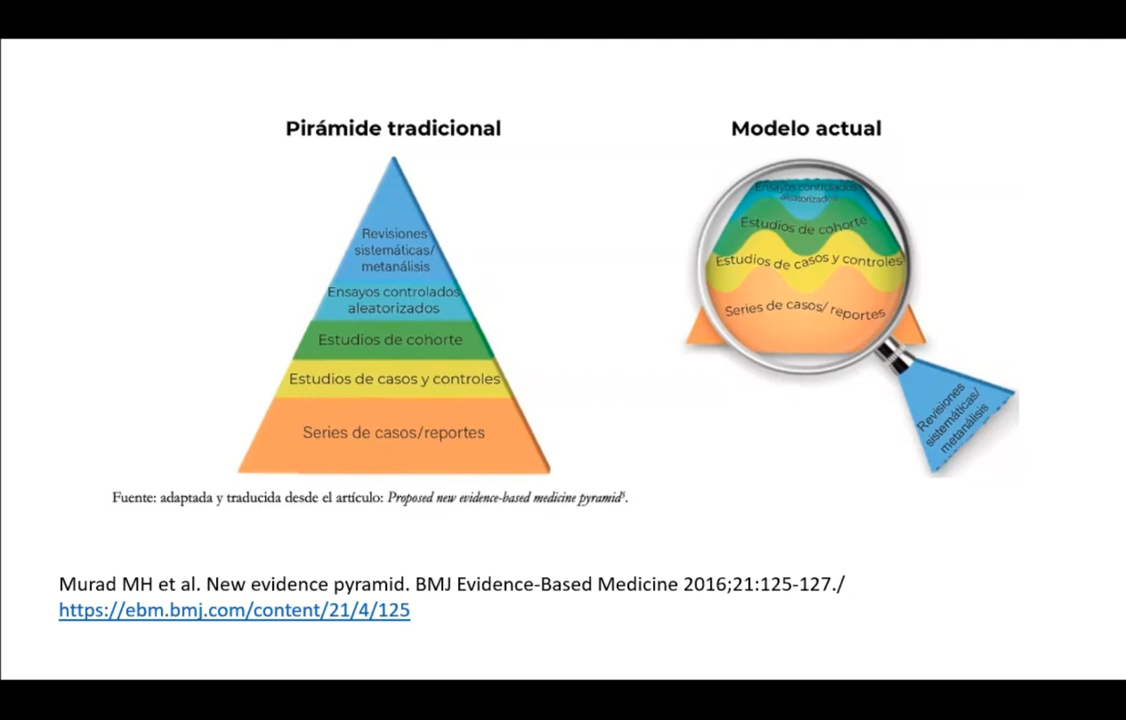 Pirámide tradicional
Modelo actual
Revisiones
sistemáticas/
metanálisis
Ensayos controlados
aleatorizados
Estudios de cohorte
Estudios de casos y controles
Series de casos/reportes
Ensayos controlados
aleatorizados
Estudios de cohorte
Estudios de casos y controles
Series de casos/ reportes
Revisiones
sistemáticas/
metanálisis
Fuente: adaptada y traducida desde el artículo: Proposed new evidence-based medicine pyramid⁸.
Murad MH et al. New evidence pyramid. BMJ Evidence-Based Medicine 2016;21:125-127./
https://ebm.bmj.com/content/21/4/125